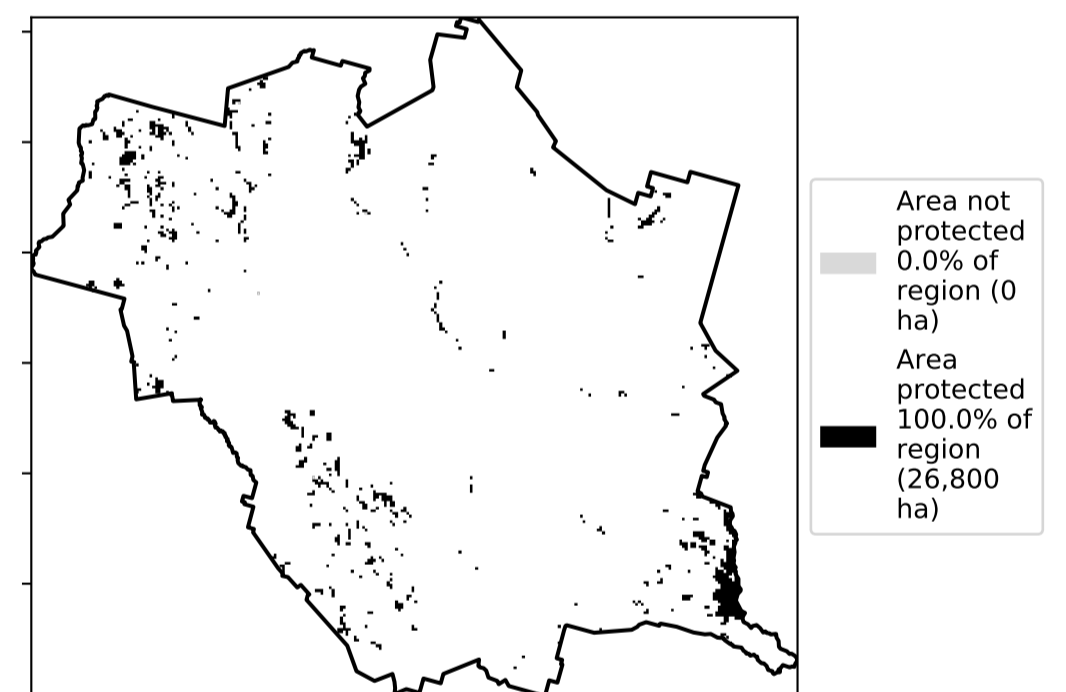 Area not
protected
0.0% of
region (0
ha)
Area
protected
100.0% of
region
(26,800
ha)